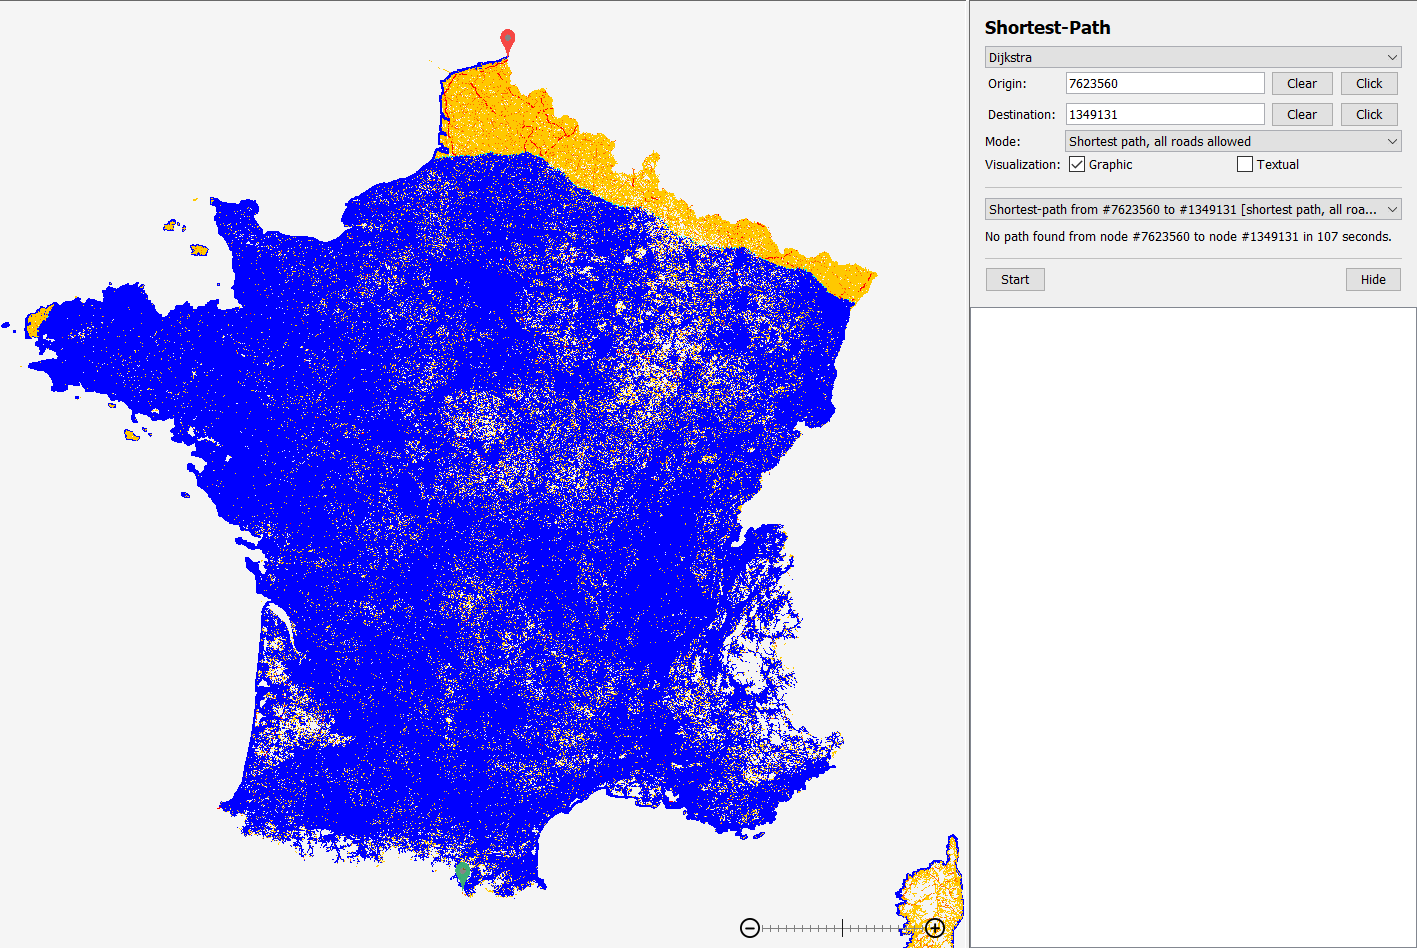 Shortest-Path
Dijkstra
Origin: 7623560 Clear Click
Destination: 1349131 Clear Click
Mode: Shortest path, all roads allowed
Visualization: Graphic Textual
Shortest-path from #7623560 to #1349131 [shortest path, all roa...
No path found from node #7623560 to node #1349131 in 107 seconds.
Start Hide